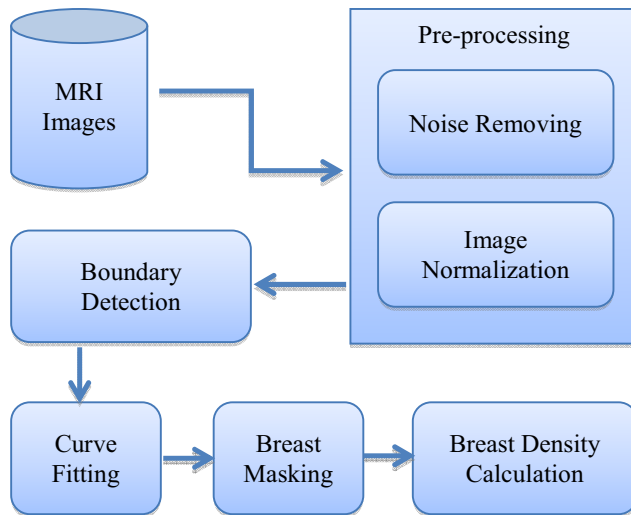 MRI
Images
Pre-processing
Noise Removing
Image
Normalization
Boundary
Detection
Curve
Fitting
Breast
Masking
Breast Density
Calculation